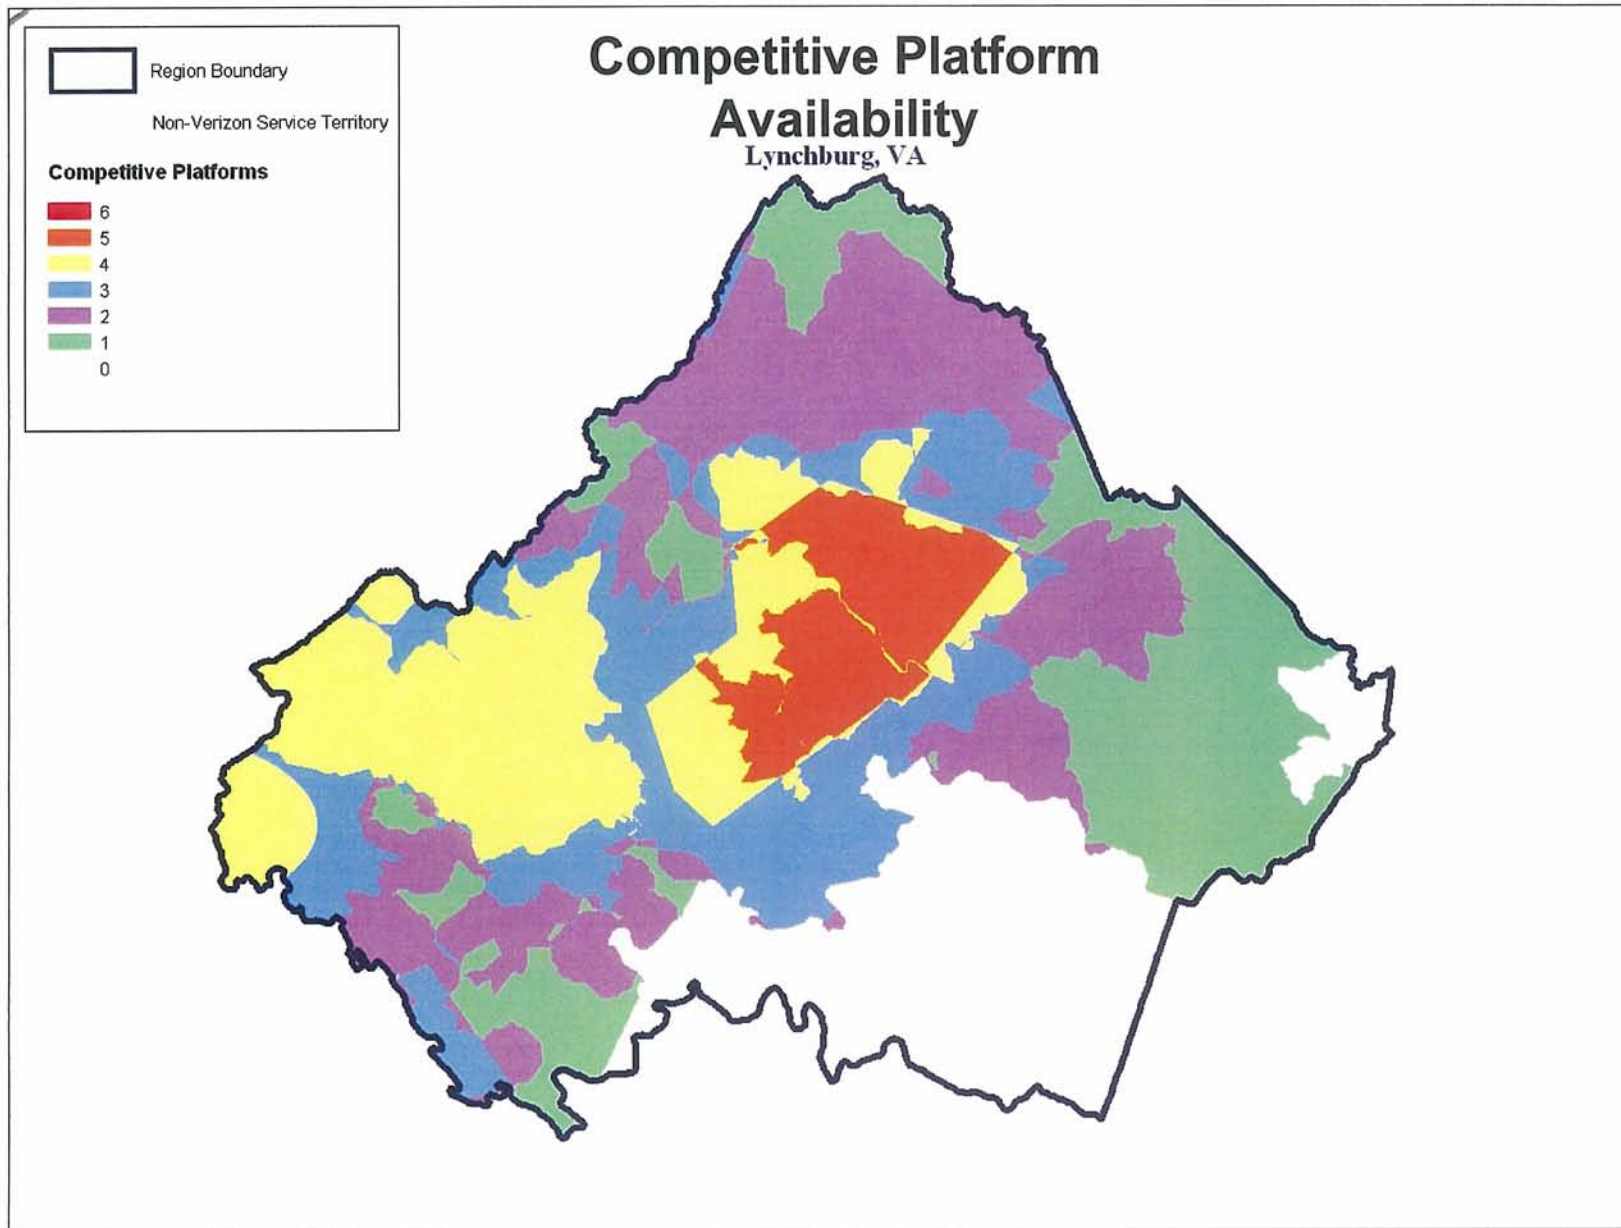 Competitive Platform
Availability
Lynchburg, VA
Region Boundary
Non-Verizon Service Territory
Competitive Platforms
6
5
4
3
2
1
0